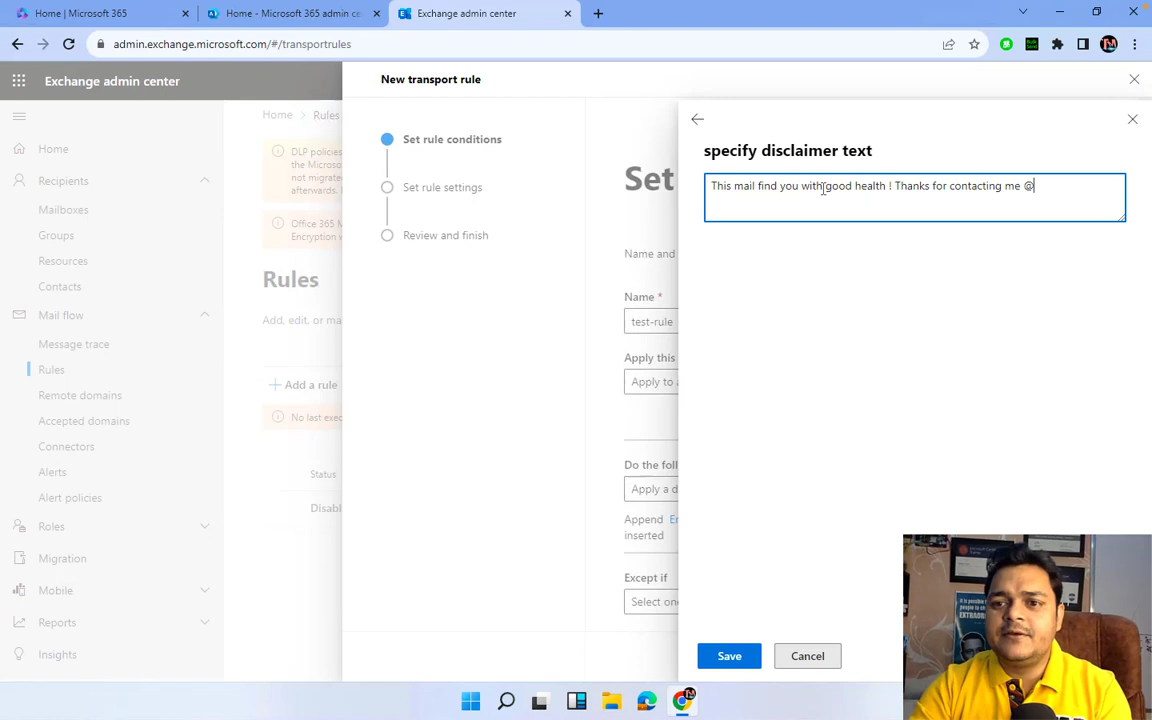 Home | Microsoft 365
Home - Microsoft 365 admin ce
Exchange admin center
admin.exchange.microsoft.com/#/transportrules
Exchange admin center
New transport rule
Home
Recipients
Mailboxes
Groups
Resources
Contacts
Mail flow
Message trace
Rules
Remote domains
Accepted domains
Connectors
Alerts
Alert policies
Roles
Migration
Mobile
Reports
Insights
Home > Rules
DLP policies
the Microso
not migrated
afterwards.
Office 365 M
Encryption w
Rules
Add, edit, or ma
Add a rule
No last exec
Status
Disable
Set rule conditions
Set rule settings
Review and finish
Set
Name and
Name *
test-rule
Apply this
Apply to a
Do the foll
Apply a d
Append En
inserted
Except if
Select one
specify disclaimer text
This mail find you with good health ! Thanks for contacting me @
Save
Cancel